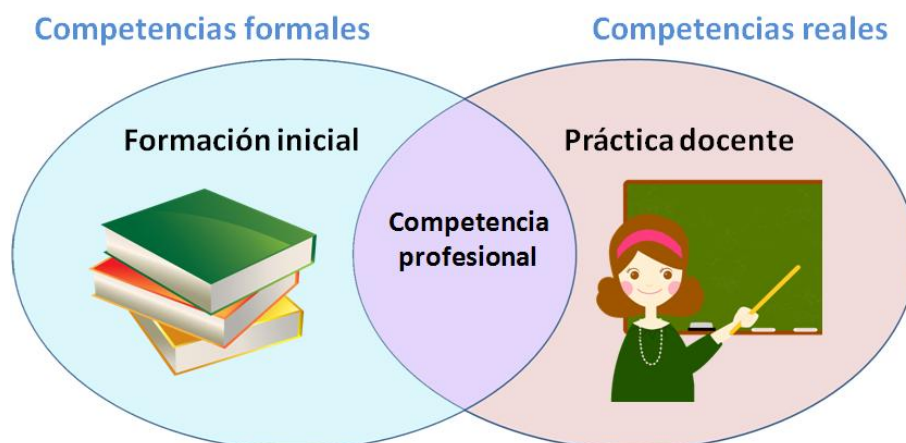 Competencias formales
Competencias reales
Formación inicial
Práctica docente
Competencia
profesional